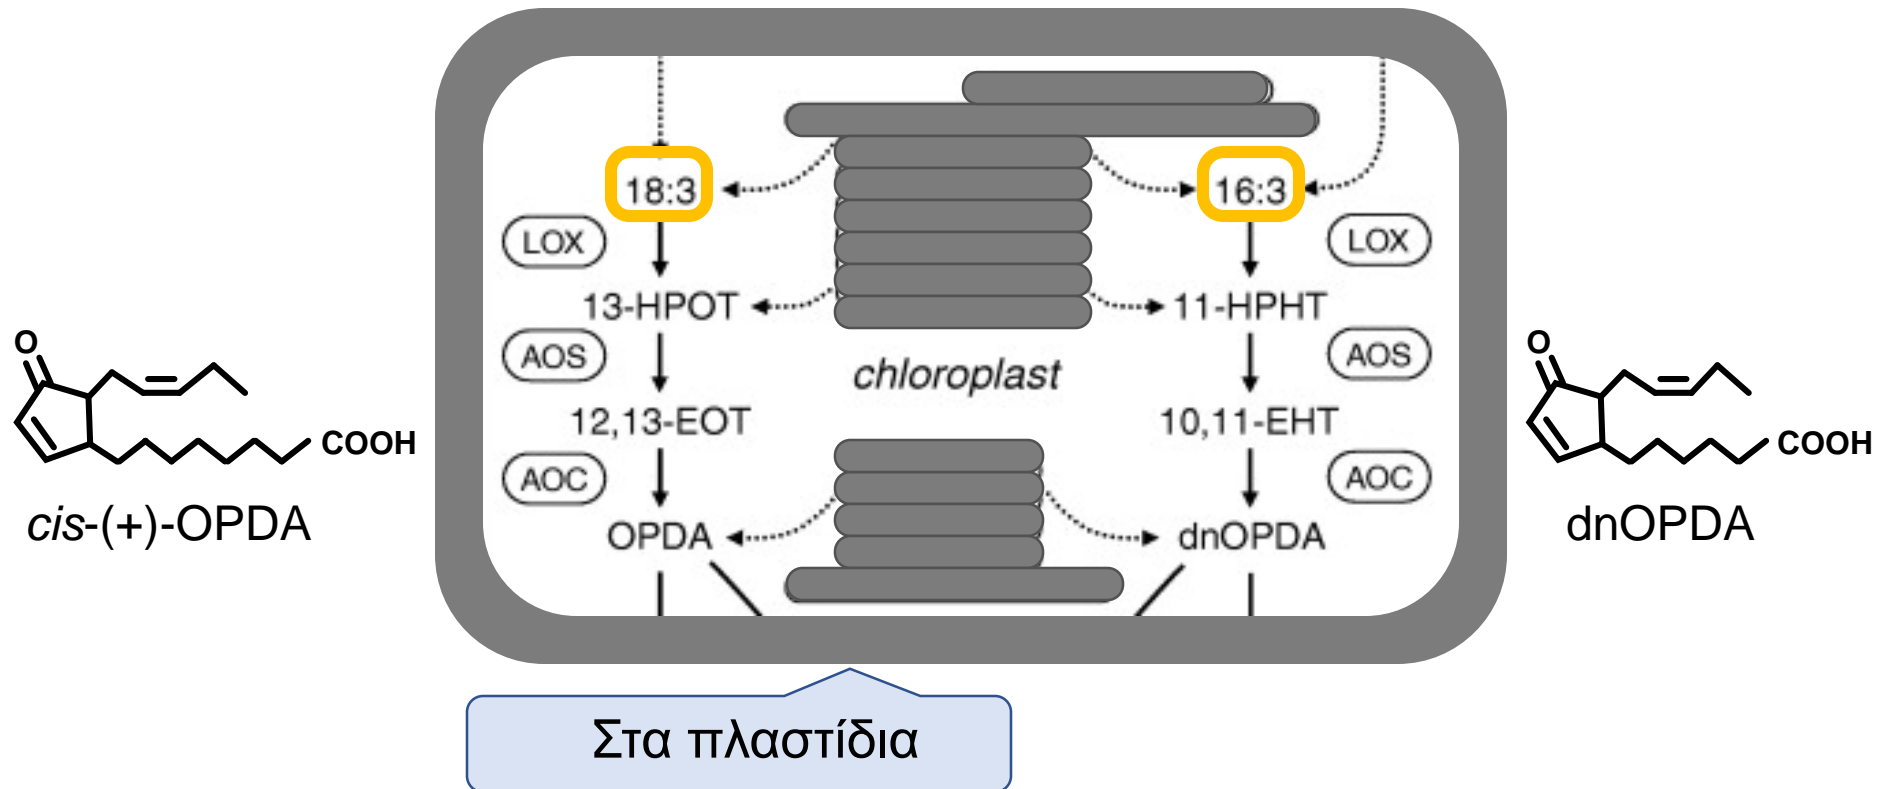 18:3
16:3
LOX
LOX
13-HPOT
11-HPHT
AOS
chloroplast
AOS
12,13-EOT
10,11-EHT
AOC
AOC
OPDA
dnOPDA
O
COOH
cis-(+)-OPDA
O
COOH
dnOPDA
Στα πλαστίδια